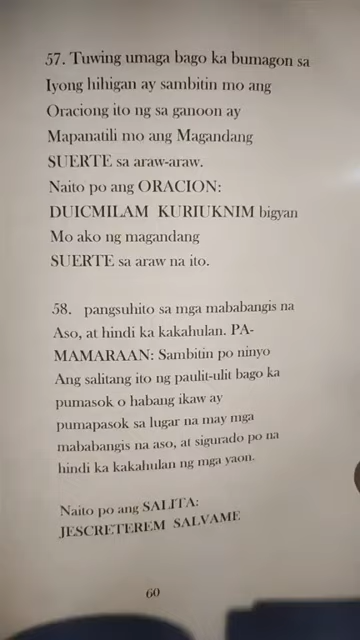 57. Tuwing umaga bago ka bumagon sa
Iyong hihigan ay sambitin mo ang
Oraciong ito ng sa ganoon ay
Mapanatili mo ang Magandang
SUERTE sa araw-araw.
Naito po ang ORACION:
DUICMILAM KURIUKNIM bigyan
Mo ako ng magandang
SUERTE sa araw na ito.
58. pangsuhito sa mga mababangis na
Aso, at hindi ka kakahulan. PA-
MAMARAAN: Sambitin po ninyo
Ang salitang ito ng paulit-ulit bago ka
pumasok o habang ikaw ay
pumapasok sa lugar na may mga
mababangis na aso, at sigurado po na
hindi ka kakahulan ng mga yaon.
Naito po ang SALITA:
JESCRETEREM SALVAME
60